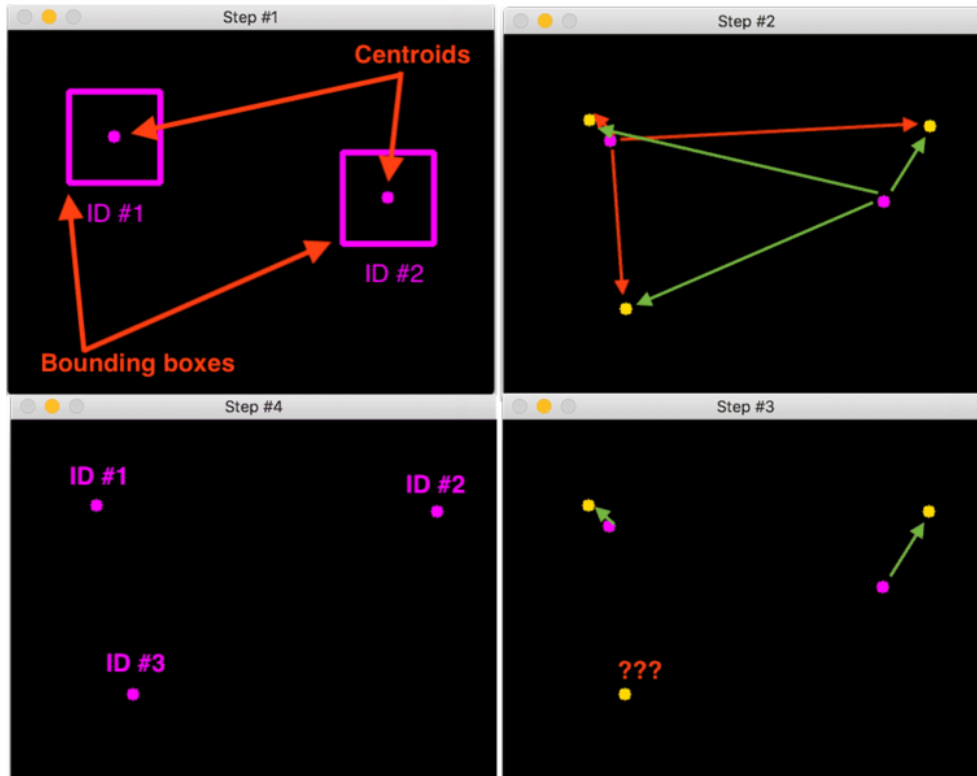 Step #1
Centroids
ID #1
ID #2
Bounding boxes
Step #2
Step #4
ID #1
ID #2
ID #3
Step #3
???